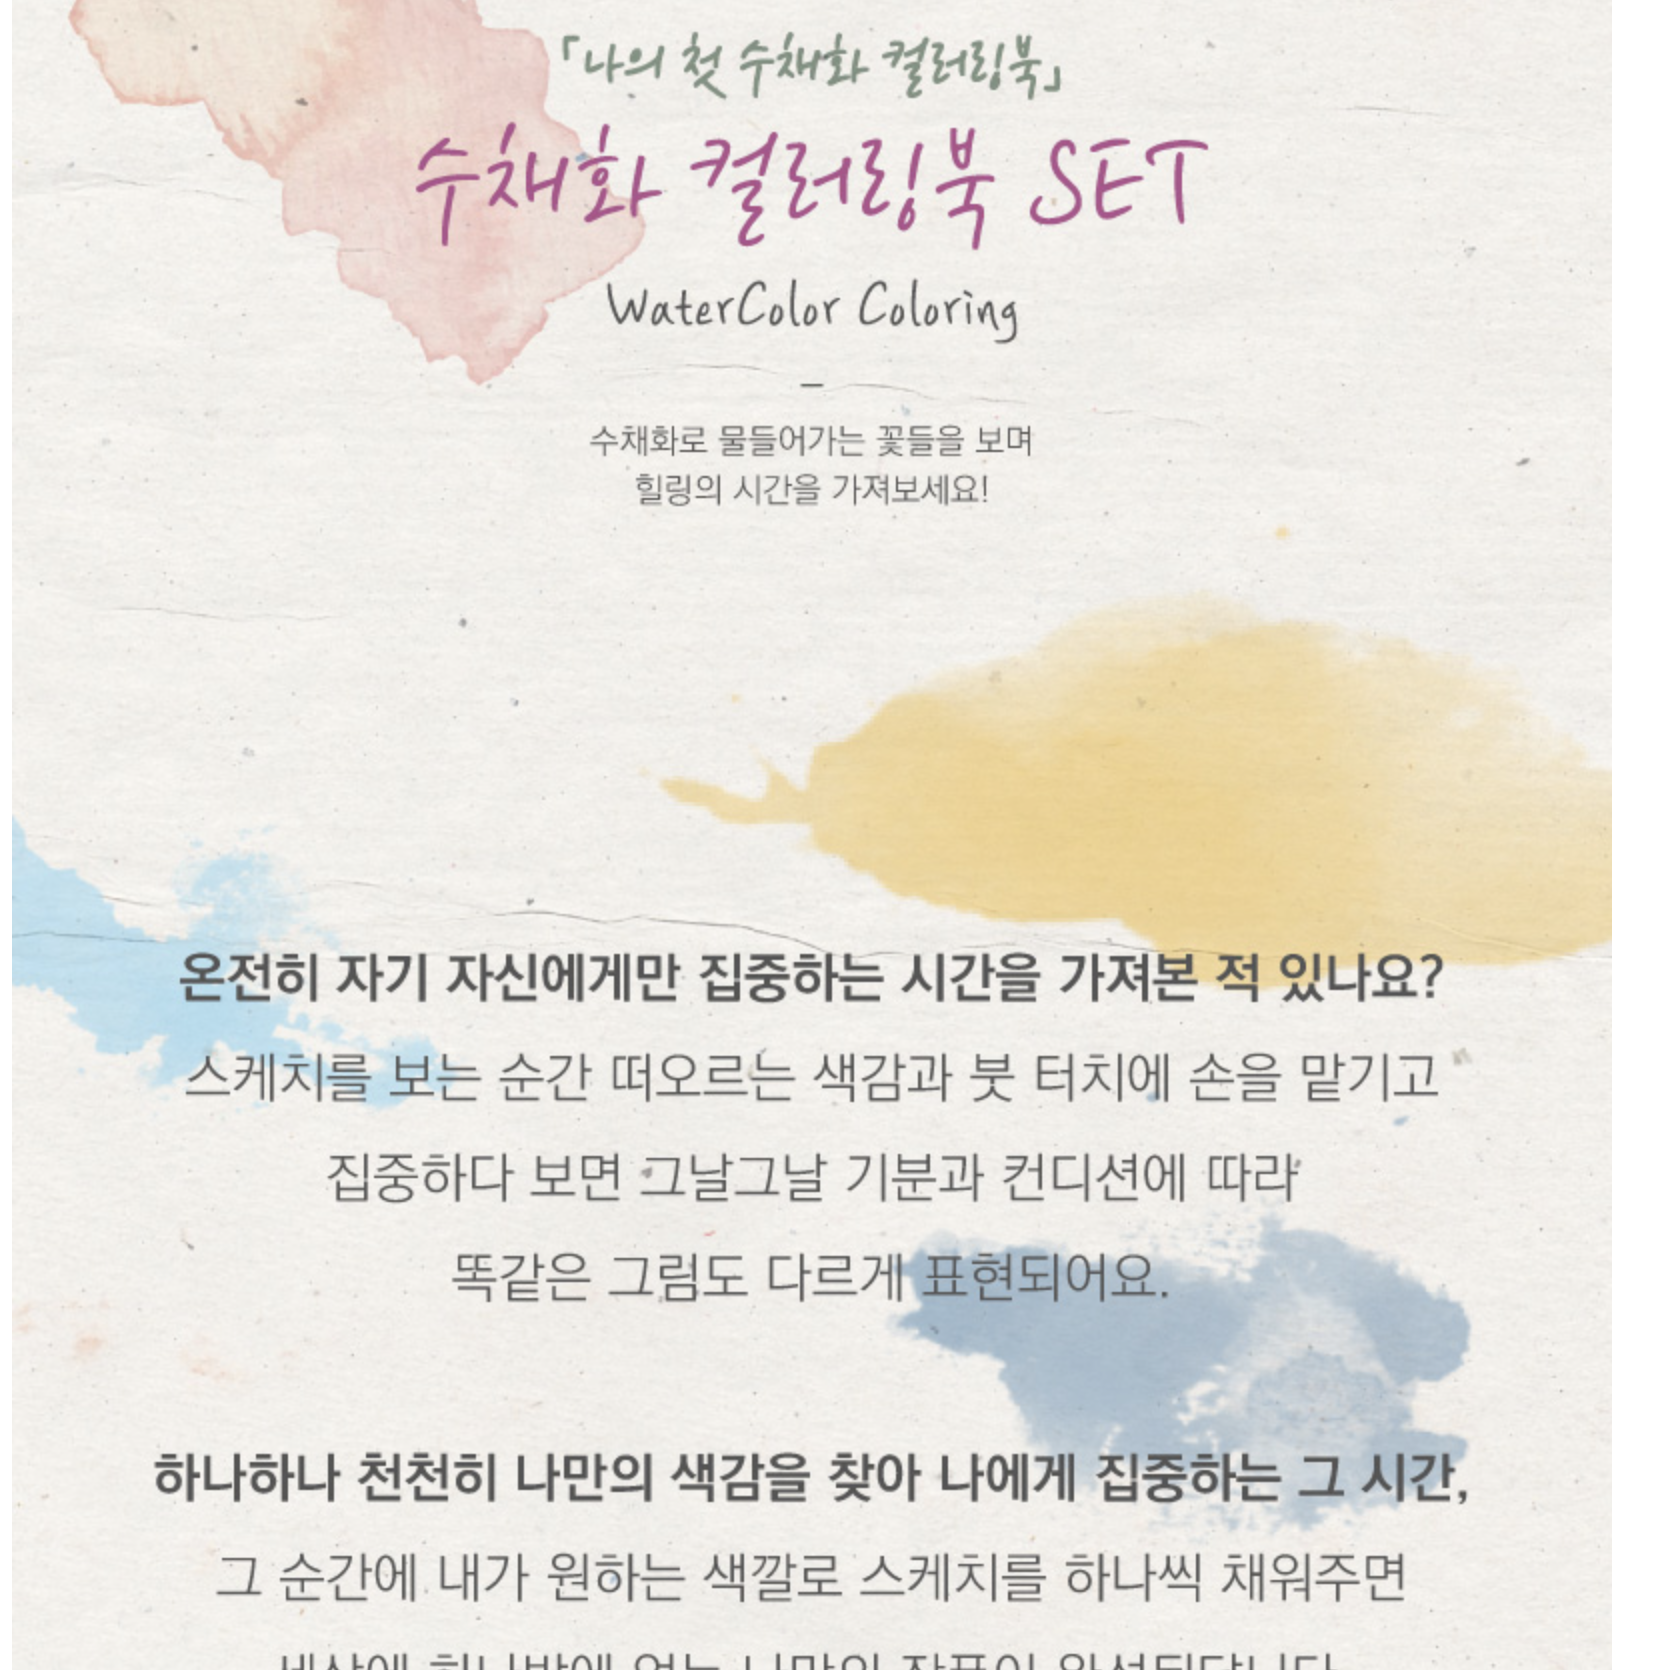 「나의 첫 수채화 컬러링북」
수채화 컬러링북 SET
WaterColor Coloring
수채화로 물들어가는 꽃들을 보며
힐링의 시간을 가져보세요!
온전히 자기 자신에게만 집중하는 시간을 가져본 적 있나요?
스케치를 보는 순간 떠오르는 색감과 붓 터치에 손을 맡기고
집중하다 보면 그날그날 기분과 컨디션에 따라
똑같은 그림도 다르게 표현되어요.
하나하나 천천히 나만의 색감을 찾아 나에게 집중하는 그 시간,
그 순간에 내가 원하는 색깔로 스케치를 하나씩 채워주면